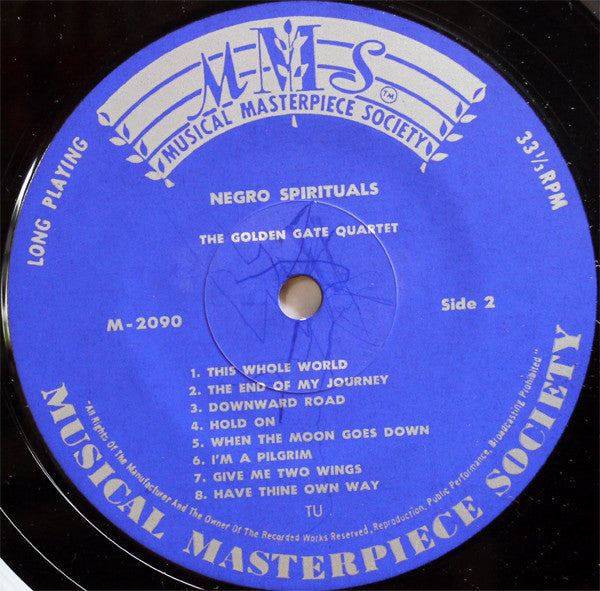 MMS TM
MUSICAL MASTERPIECE SOCIETY
LONG PLAYING
33 1/3 RPM
NEGRO SPIRITUALS
THE GOLDEN GATE QUARTET
M-2090
Side 2
1. THIS WHOLE WORLD
2. THE END OF MY JOURNEY
3. DOWNWARD ROAD
4. HOLD ON
5. WHEN THE MOON GOES DOWN
6. I'M A PILGRIM
7. GIVE ME TWO WINGS
8. HAVE THINE OWN WAY
TU
"All Rights Of The Manufacturer And The Owner Of The Recorded Works Reserved, Reproduction, Public Performance, Broadcasting Prohibited"
MUSICAL MASTERPIECE SOCIETY